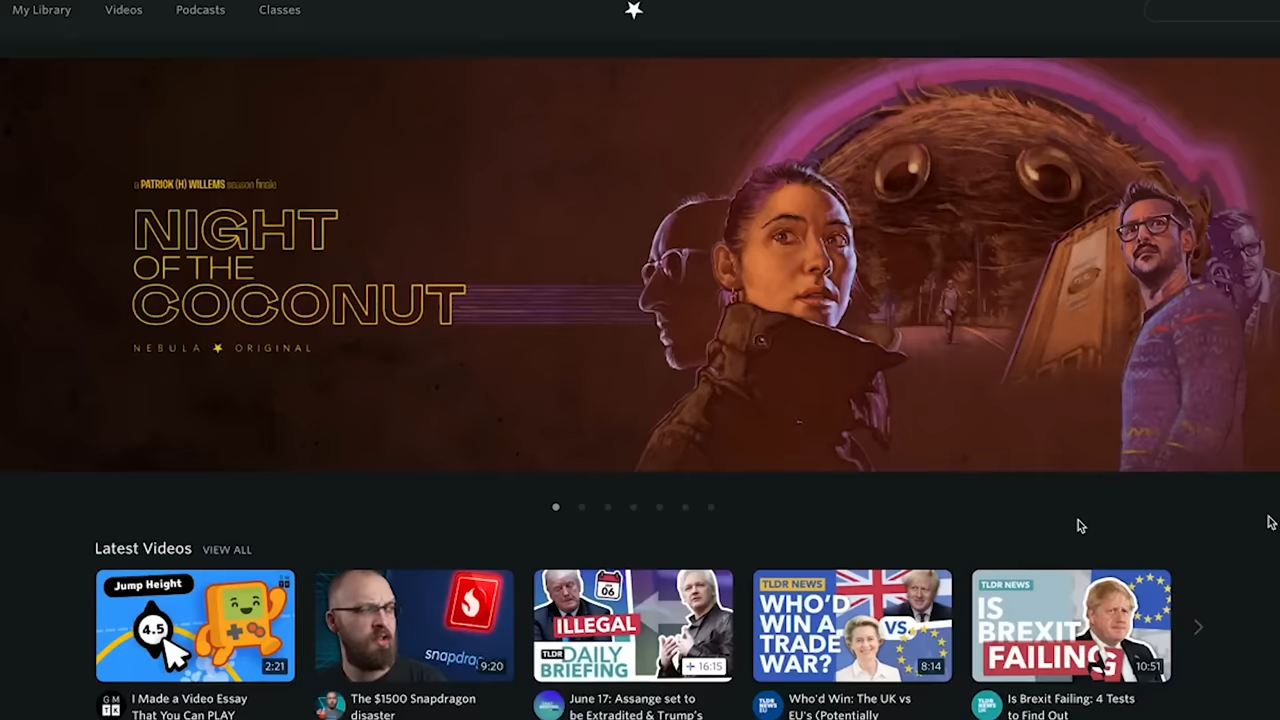 My Library Videos Podcasts Classes
a PATRICK (H) WILLEMS season finale
NIGHT
OF THE
COCONUT
NEBULA ORIGINAL
Latest Videos VIEW ALL
Jump Height
4.5
2:21
snapdra
9:20
JAN
06
ILLEGAL
TLDR DAILY
BRIEFING
+ 16:15
TLDR NEWS
WHO'D
WIN A
TRADE
WAR?
VS
8:14
TLDR NEWS
IS
BREXIT
FAILING
10:51
G M
T K
I Made a Video Essay
That You Can PLAY
The $1500 Snapdragon
disaster
June 17: Assange set to
be Extradited & Trump's
Who'd Win: The UK vs
EU's (Potentially
Is Brexit Failing: 4 Tests
to Find Out